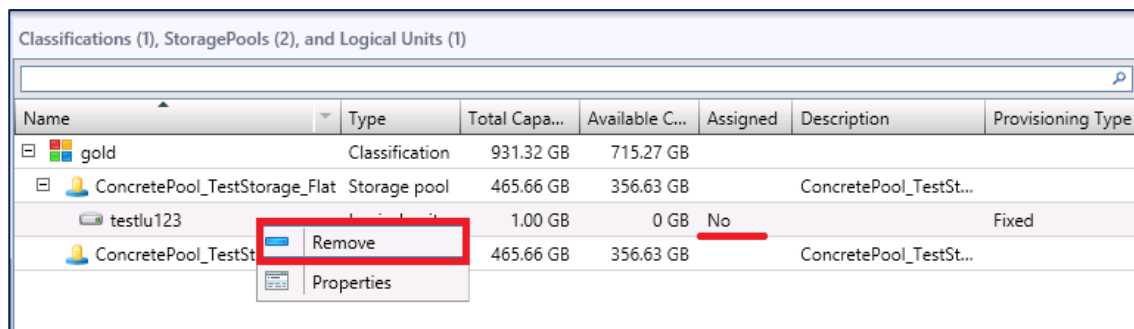 Classifications (1), StoragePools (2), and Logical Units (1)
Name Type Total Capa... Available C... Assigned Description Provisioning Type
gold Classification 931.32 GB 715.27 GB
ConcretePool_TestStorage_Flat Storage pool 465.66 GB 356.63 GB ConcretePool_TestSt...
testlu123 1.00 GB 0 GB No Fixed
Remove
ConcretePool_TestSt 465.66 GB 356.63 GB ConcretePool_TestSt...
Properties